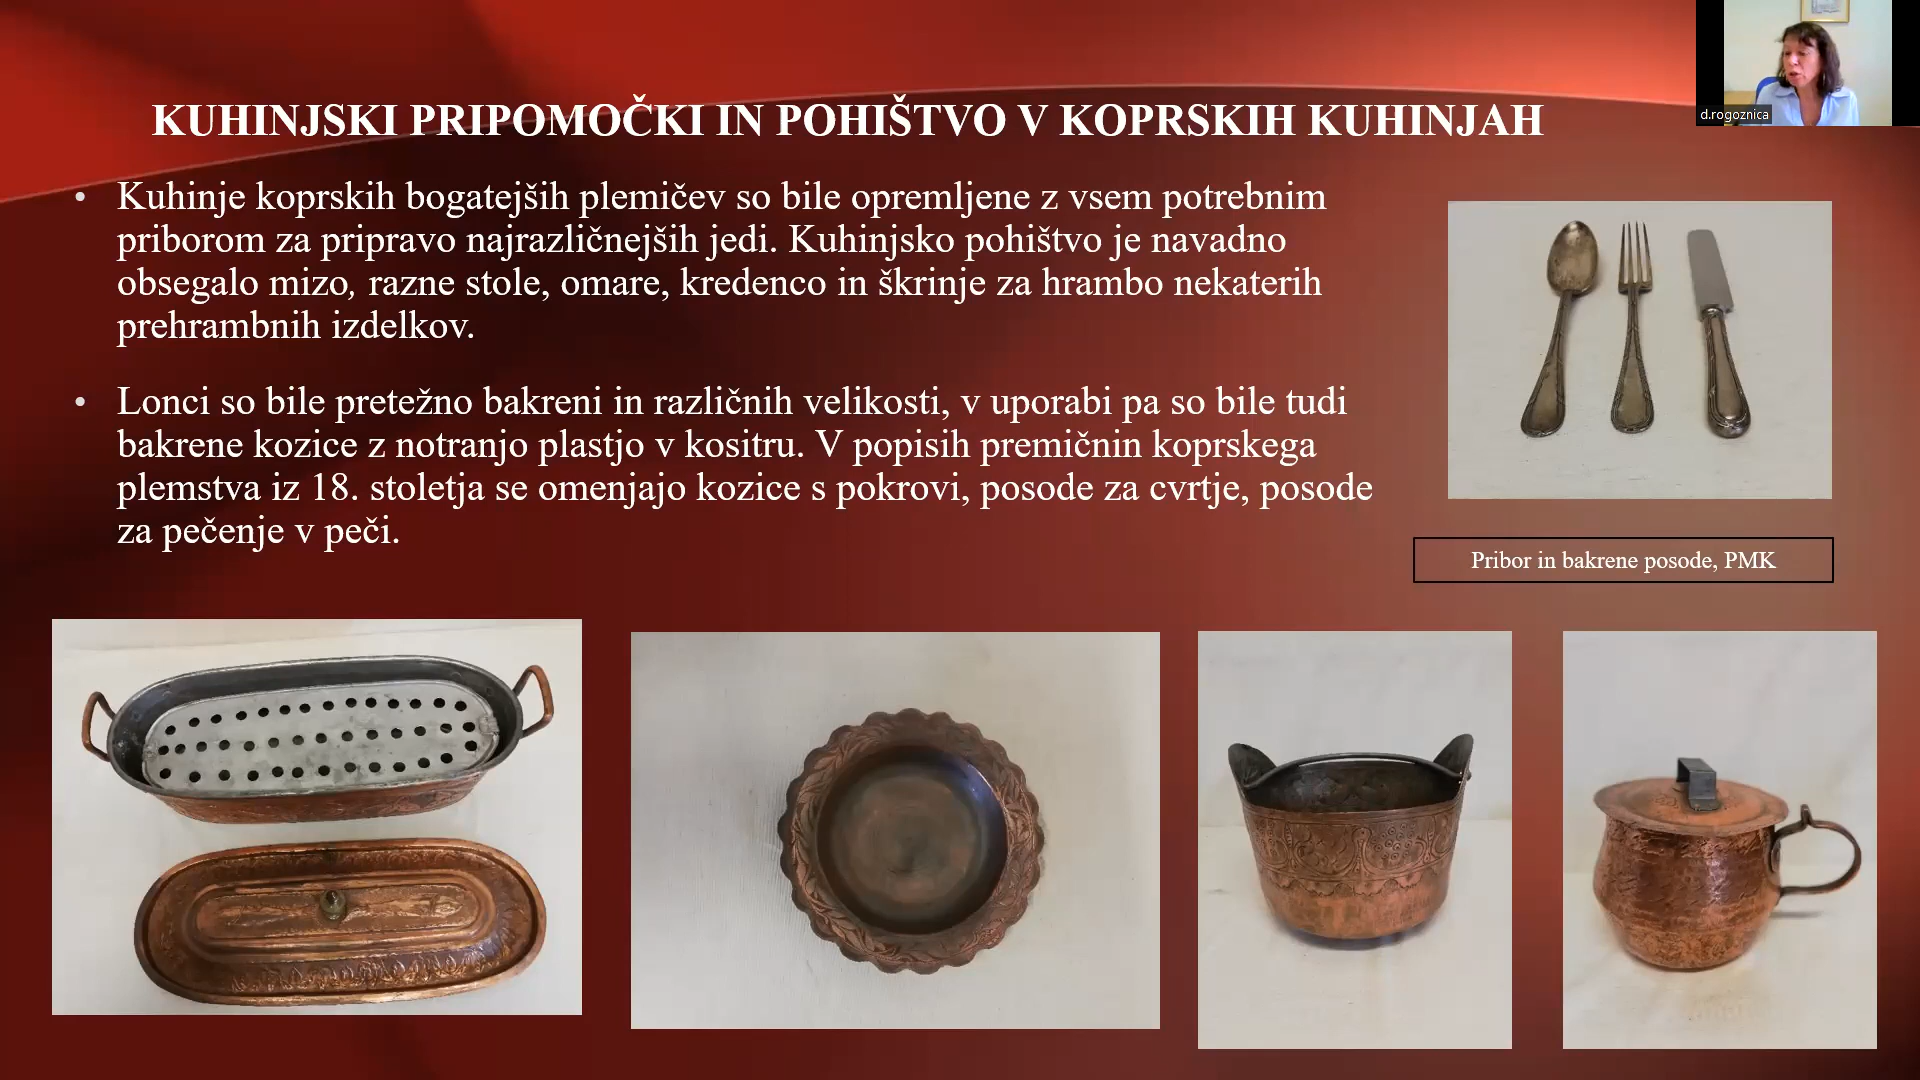 KUHINJSKI PRIPOMOČKI IN POHIŠTVO V KOPRSKIH KUHINJAH
d.rogoznica
• Kuhinje koprskih bogatejših plemičev so bile opremljene z vsem potrebnim
priborom za pripravo najrazličnejših jedi. Kuhinjsko pohištvo je navadno
obsegalo mizo, razne stole, omare, kredenco in škrinje za hrambo nekaterih
prehrambnih izdelkov.
• Lonci so bile pretežno bakreni in različnih velikosti, v uporabi pa so bile tudi
bakrene kozice z notranjo plastjo v kositru. V popisih premičnin koprskega
plemstva iz 18. stoletja se omenjajo kozice s pokrovi, posode za cvrtje, posode
za pečenje v peči.
Pribor in bakrene posode, PMK